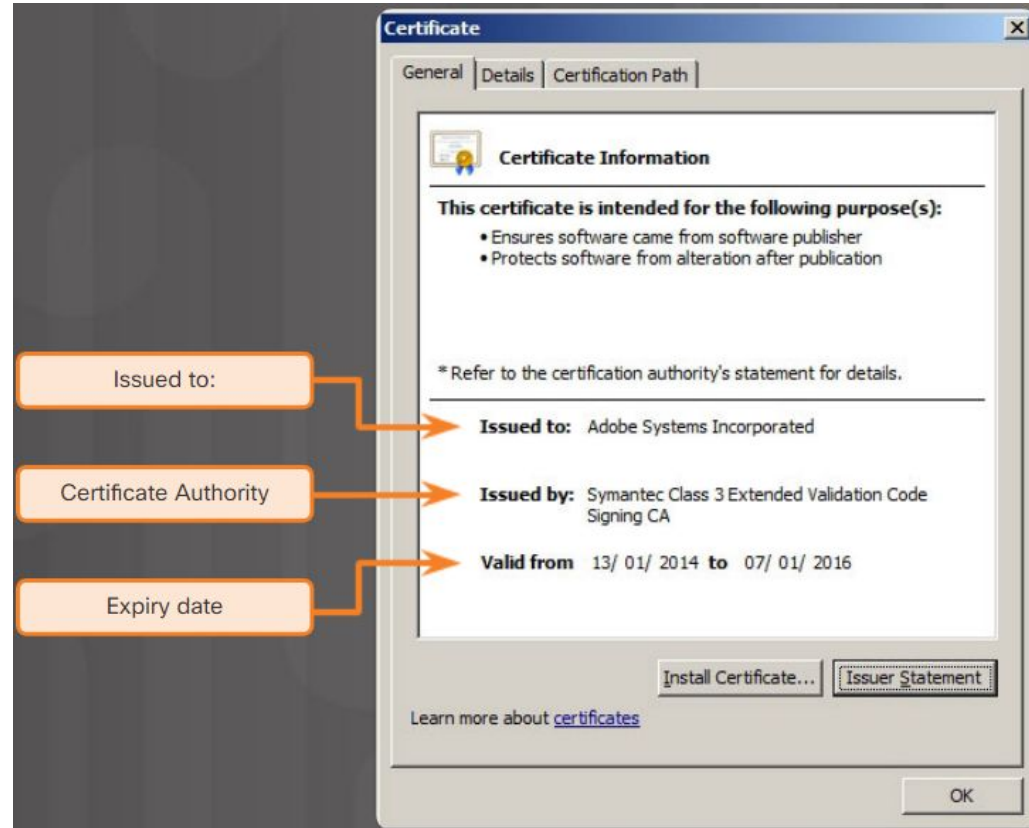 Certificate
General Details Certification Path
Certificate Information
This certificate is intended for the following purpose(s):
• Ensures software came from software publisher
• Protects software from alteration after publication
Issued to:
* Refer to the certification authority's statement for details.
Issued to: Adobe Systems Incorporated
Certificate Authority
Issued by: Symantec Class 3 Extended Validation Code
Signing CA
Valid from 13/ 01/ 2014 to 07/ 01/ 2016
Expiry date
Install Certificate... Issuer Statement
Learn more about certificates
OK